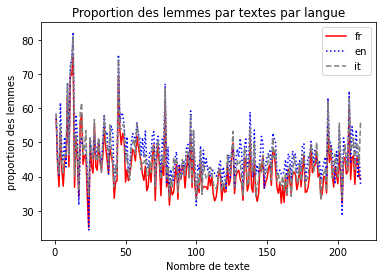 Proportion des lemmes par textes par langue
fr
en
it
proportion des lemmes
80
70
60
50
40
30
0
50
100
150
200
Nombre de texte